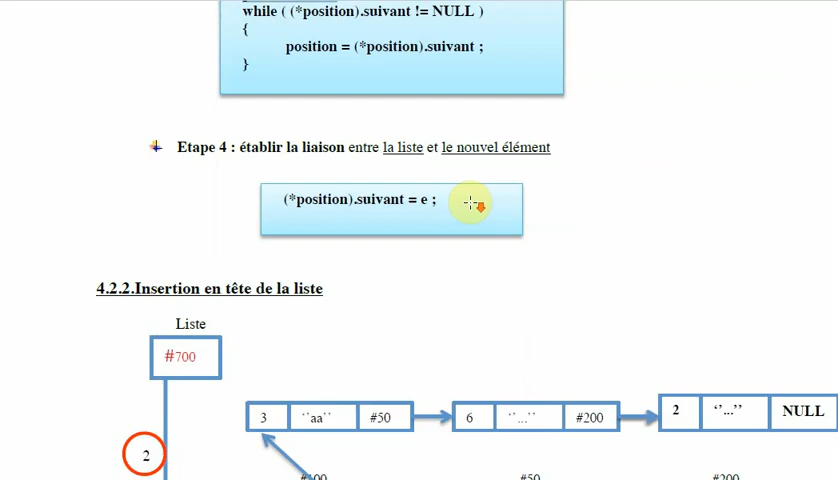 while ( (*position).suivant != NULL )
{
position = (*position).suivant ;
}
Etape 4 : établir la liaison entre la liste et le nouvel élément
(*position).suivant = e ;
4.2.2.Insertion en tête de la liste
Liste
#700
3 ‘‘aa’’ #50
6 ‘‘...’’ #200
2 ‘‘...’’ NULL
2
#50
#200